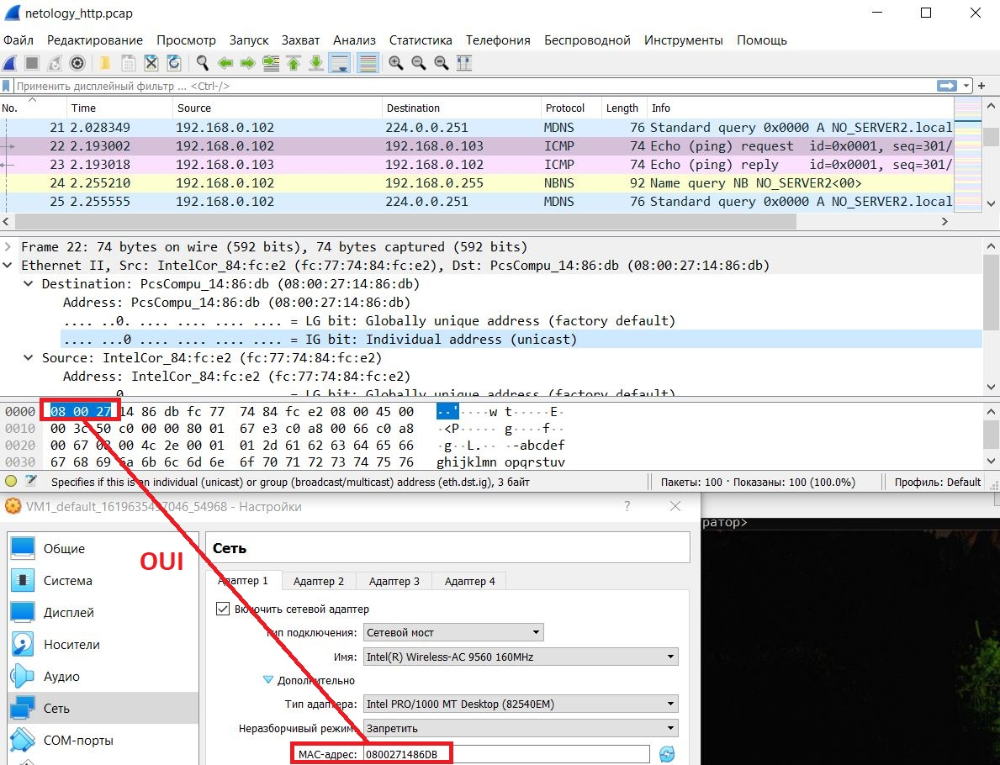 netology_http.pcap
Файл Редактирование Просмотр Запуск Захват Анализ Статистика Телефония Беспроводной Инструменты Помощь
Применить дисплейный фильтр ... <Ctrl-/>
No. Time Source Destination Protocol Length Info
21 2.028349 192.168.0.102 224.0.0.251 MDNS 76 Standard query 0x0000 A NO_SERVER2.local
22 2.193002 192.168.0.102 192.168.0.103 ICMP 74 Echo (ping) request id=0x0001, seq=301/
23 2.193018 192.168.0.103 192.168.0.102 ICMP 74 Echo (ping) reply id=0x0001, seq=301/
24 2.255210 192.168.0.102 192.168.0.255 NBNS 92 Name query NB NO_SERVER2<00>
25 2.255555 192.168.0.102 224.0.0.251 MDNS 76 Standard query 0x0000 A NO_SERVER2.local
Frame 22: 74 bytes on wire (592 bits), 74 bytes captured (592 bits)
Ethernet II, Src: IntelCor_84:fc:e2 (fc:77:74:84:fc:e2), Dst: PcsCompu_14:86:db (08:00:27:14:86:db)
Destination: PcsCompu_14:86:db (08:00:27:14:86:db)
Address: PcsCompu_14:86:db (08:00:27:14:86:db)
.... ..0. .... .... .... .... = LG bit: Globally unique address (factory default)
.... ...0 .... .... .... .... = IG bit: Individual address (unicast)
Source: IntelCor_84:fc:e2 (fc:77:74:84:fc:e2)
Address: IntelCor_84:fc:e2 (fc:77:74:84:fc:e2)
.... ..0. .... .... .... .... = LG bit: Globally unique address (factory default)
0000 08 00 27 14 86 db fc 77 74 84 fc e2 08 00 45 00 ..'....w t.....E.
0010 00 3c 50 c0 00 00 80 01 67 e3 c0 a8 00 66 c0 a8 .<P..... g....f..
0020 00 67 08 00 4c 2e 00 01 01 2d 61 62 63 64 65 66 .g..L... .-abcdef
0030 67 68 69 6a 6b 6c 6d 6e 6f 70 71 72 73 74 75 76 ghijklmn opqrstuv
Specifies if this is an individual (unicast) or group (broadcast/multicast) address (eth.dst.ig), 3 байт Пакеты: 100 · Показаны: 100 (100.0%) Профиль: Default
VM1_default_1619635497046_54968 - Настройки ?
ратор>
Общие
Система
Дисплей
Носители
Аудио
Сеть
COM-порты
OUI
Сеть
Адаптер 1 Адаптер 2 Адаптер 3 Адаптер 4
Включить сетевой адаптер
Тип подключения: Сетевой мост
Имя: Intel(R) Wireless-AC 9560 160MHz
Дополнительно
Тип адаптера: Intel PRO/1000 MT Desktop (82540EM)
Неразборчивый режим: Запретить
MAC-адрес: 0800271486DB